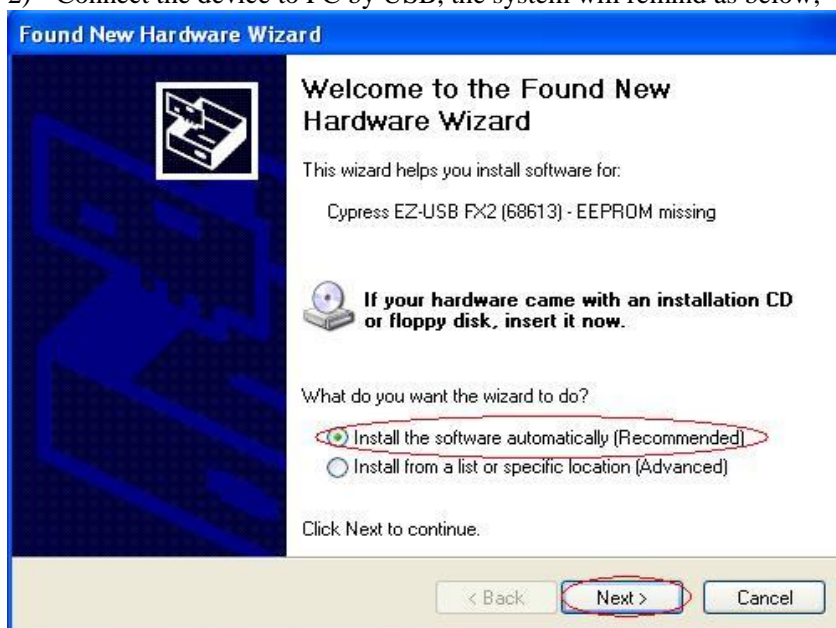 2) Connect the device to PC by USB, the system will remind as below;
Found New Hardware Wizard
Welcome to the Found New
Hardware Wizard
This wizard helps you install software for:
Cypress EZ-USB FX2 (68613) - EEPROM missing
If your hardware came with an installation CD
or floppy disk, insert it now.
What do you want the wizard to do?
Install the software automatically (Recommended)
Install from a list or specific location (Advanced)
Click Next to continue.
< Back
Next >
Cancel